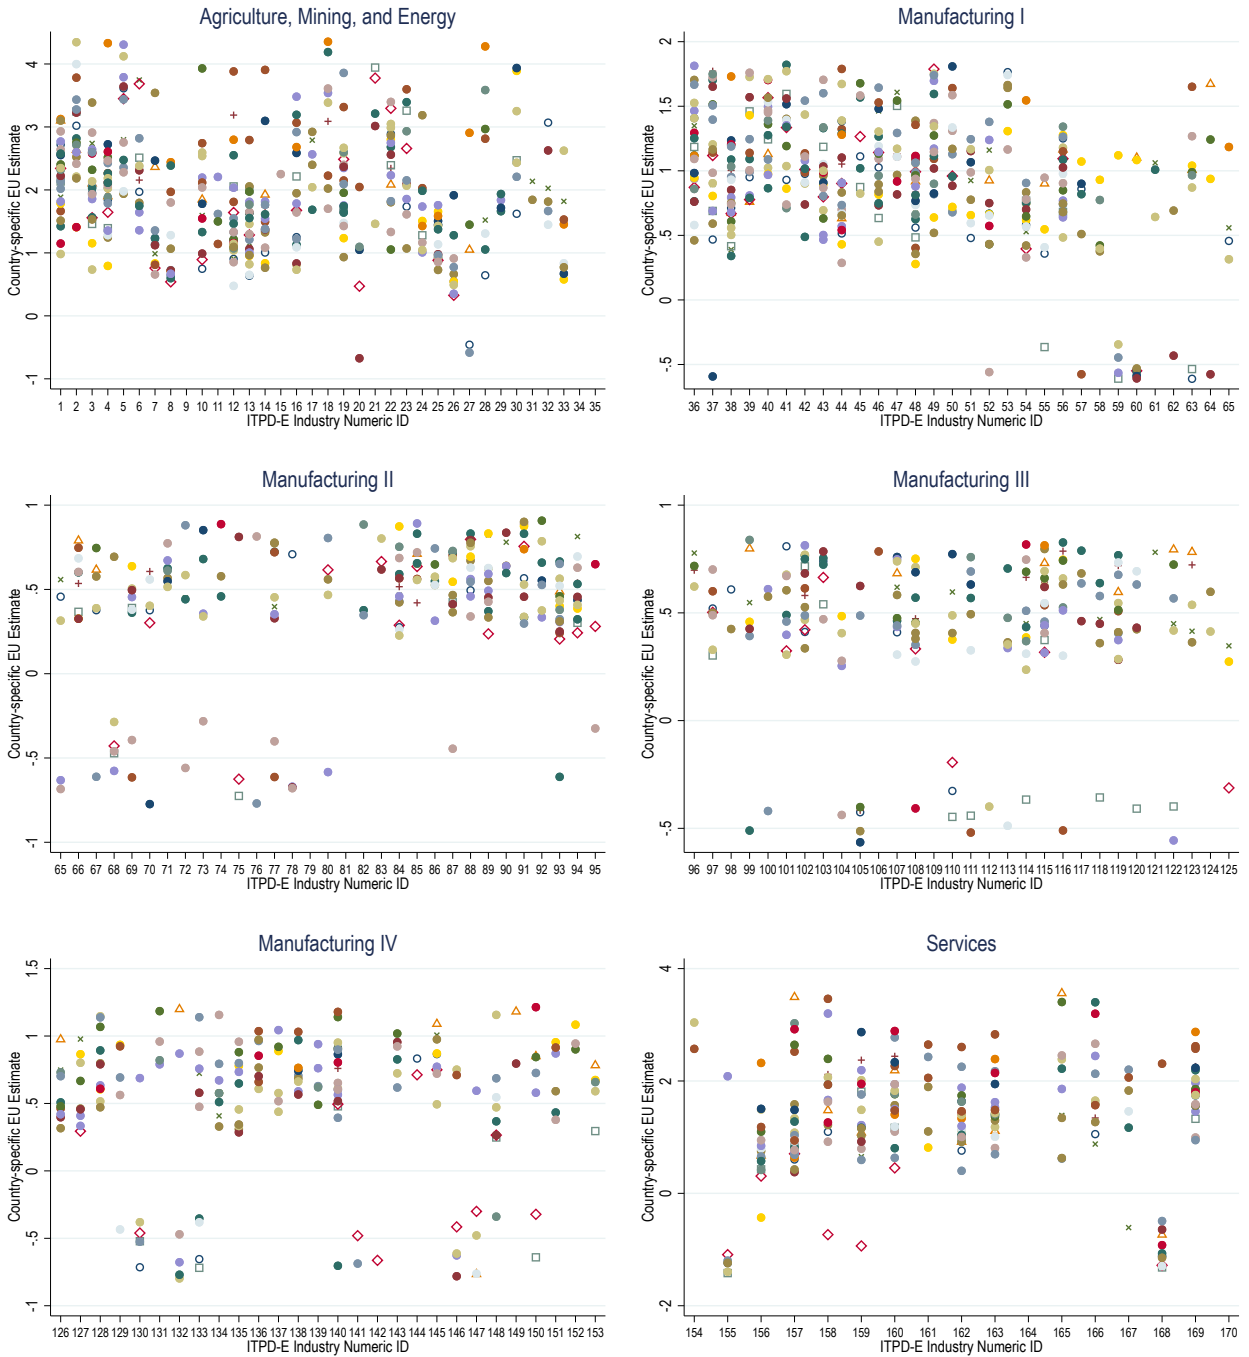 Agriculture, Mining, and Energy
Country-specific EU Estimate
4
3
2
1
0
-1
1 2 3 4 5 6 7 8 9 10 11 12 13 14 15 16 17 18 19 20 21 22 23 24 25 26 27 28 29 30 31 32 33 34 35
ITPD-E Industry Numeric ID
Manufacturing I
Country-specific EU Estimate
2
1.5
1
.5
0
-.5
36 37 38 39 40 41 42 43 44 45 46 47 48 49 50 51 52 53 54 55 56 57 58 59 60 61 62 63 64 65
ITPD-E Industry Numeric ID
Manufacturing II
Country-specific EU Estimate
1
.5
0
-.5
-1
65 66 67 68 69 70 71 72 73 74 75 76 77 78 79 80 81 82 83 84 85 86 87 88 89 90 91 92 93 94 95
ITPD-E Industry Numeric ID
Manufacturing III
Country-specific EU Estimate
1
.5
0
-.5
96 97 98 99 100 101 102 103 104 105 106 107 108 109 110 111 112 113 114 115 116 117 118 119 120 121 122 123 124 125
ITPD-E Industry Numeric ID
Manufacturing IV
Country-specific EU Estimate
1.5
1
.5
0
-.5
-1
126 127 128 129 130 131 132 133 134 135 136 137 138 139 140 141 142 143 144 145 146 147 148 149 150 151 152 153
ITPD-E Industry Numeric ID
Services
Country-specific EU Estimate
4
2
0
-2
154 155 156 157 158 159 160 161 162 163 164 165 166 167 168 169 170
ITPD-E Industry Numeric ID